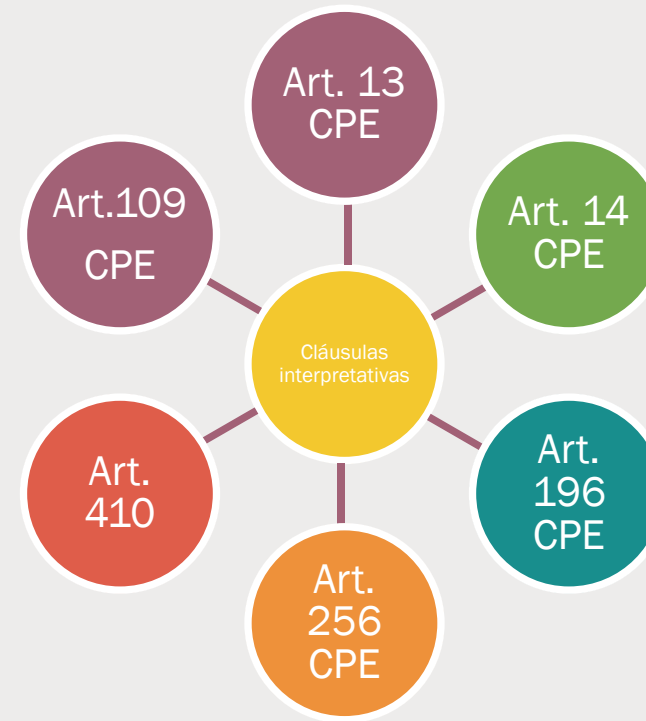 Art. 13
CPE
Art.109
CPE
Art. 14
CPE
Cláusulas
interpretativas
Art.
410
Art.
196
CPE
Art.
256
CPE